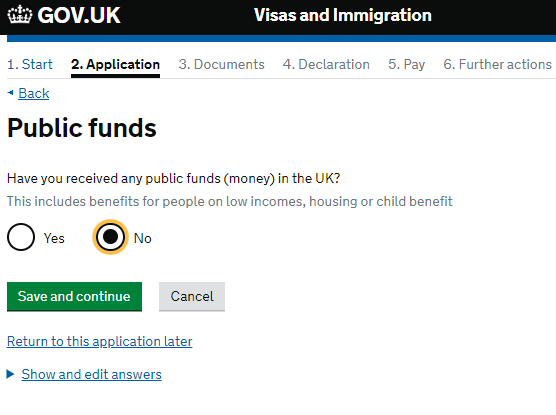 GOV.UK Visas and Immigration
1. Start 2. Application 3. Documents 4. Declaration 5. Pay 6. Further actions
Back
Public funds
Have you received any public funds (money) in the UK?
This includes benefits for people on low incomes, housing or child benefit
Yes No
Save and continue Cancel
Return to this application later
Show and edit answers